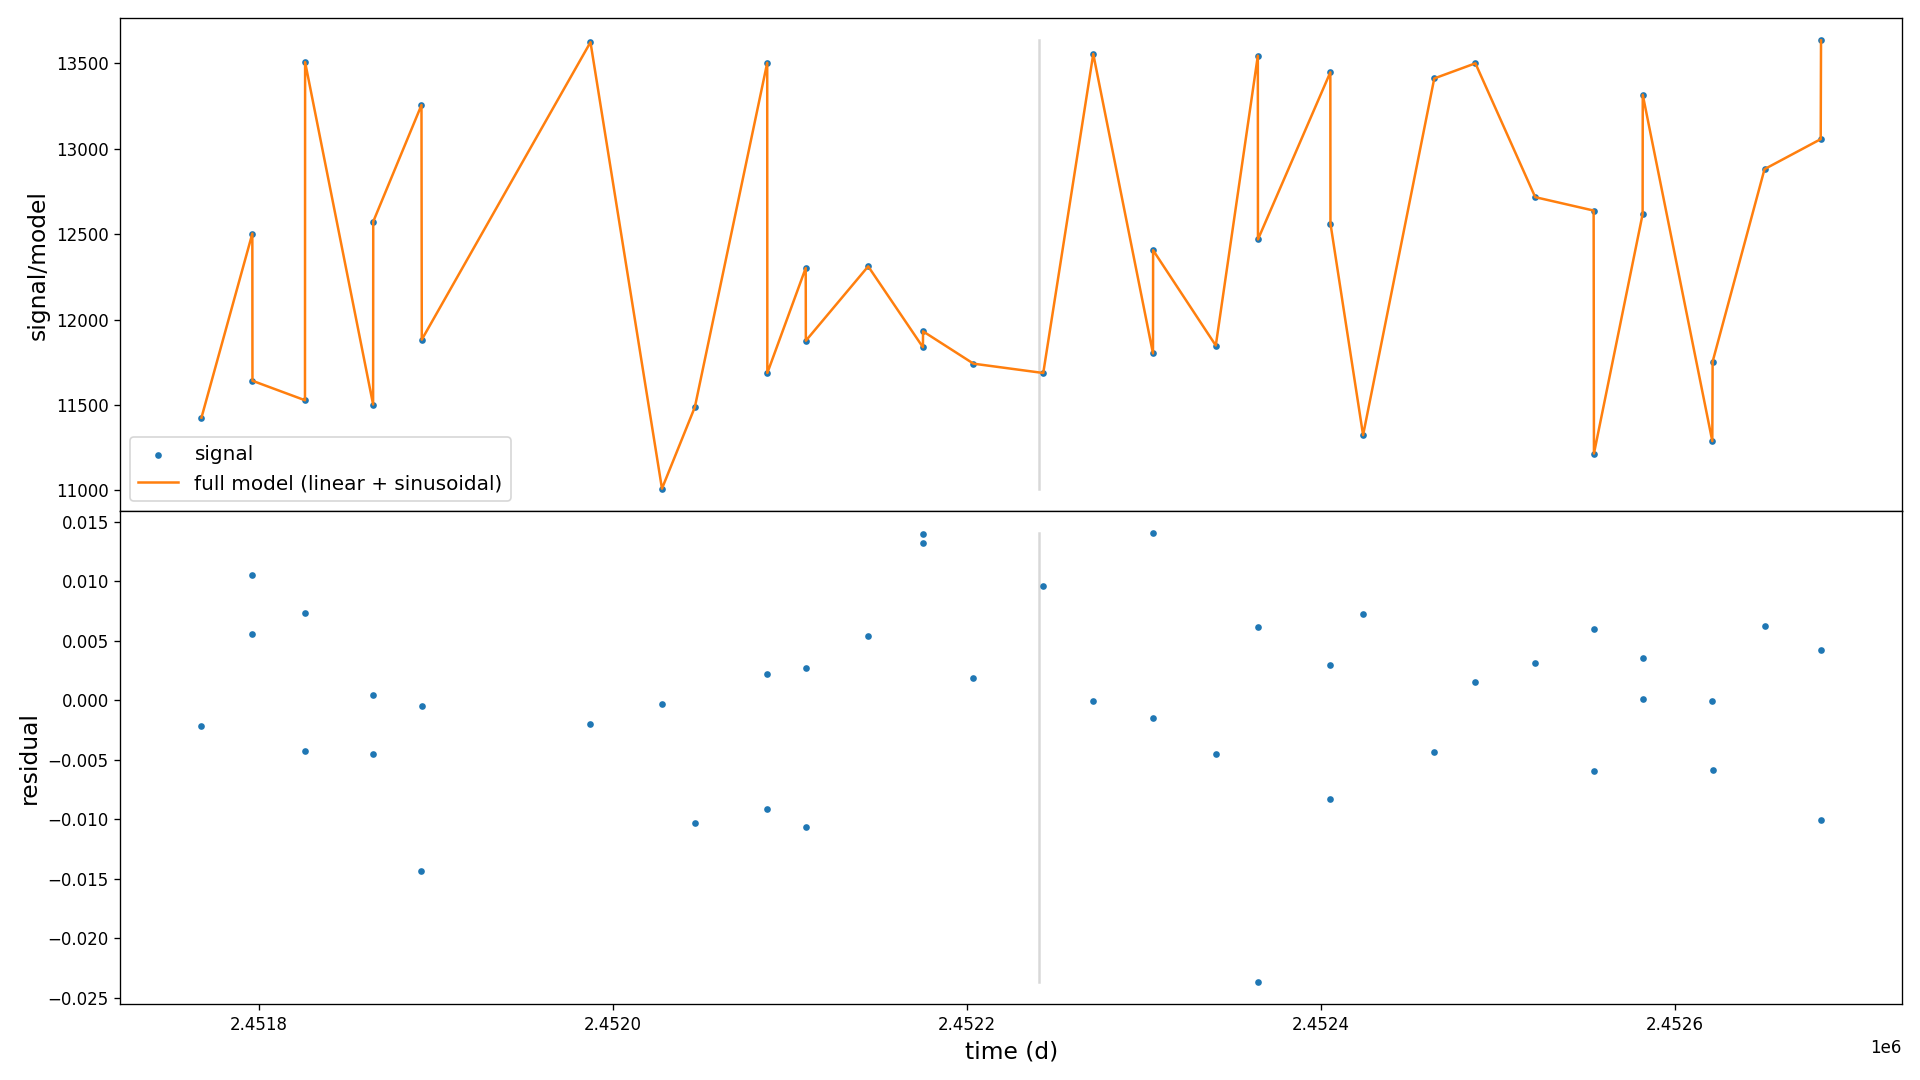 13500
13000
12500
12000
11500
11000
signal/model
signal
full model (linear + sinusoidal)
0.015
0.010
0.005
0.000
−0.005
−0.010
−0.015
−0.020
−0.025
residual
2.4518 2.4520 2.4522 2.4524 2.4526
time (d)
1e6